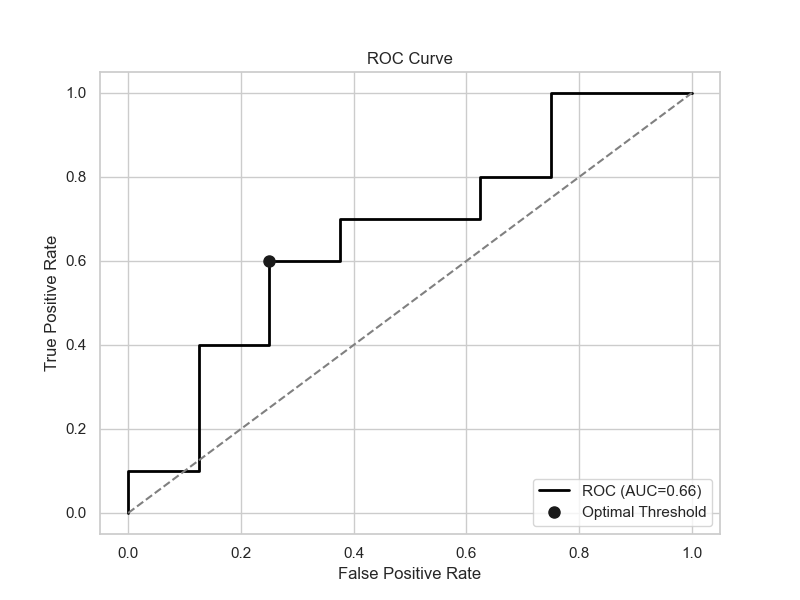 ROC Curve
True Positive Rate
1.0
0.8
0.6
0.4
0.2
0.0
0.0 0.2 0.4 0.6 0.8 1.0
False Positive Rate
ROC (AUC=0.66)
Optimal Threshold